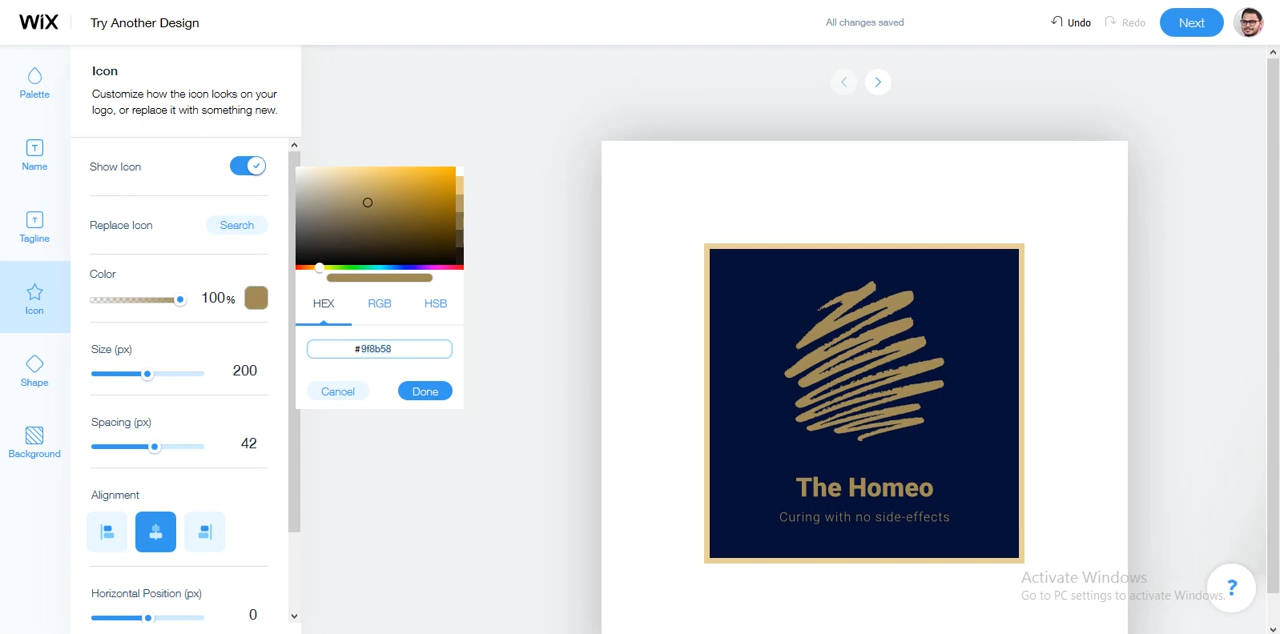 WiX
Try Another Design
All changes saved
Undo
Redo
Next
Palette
Name
Tagline
Icon
Shape
Background
Icon
Customize how the icon looks on your
logo, or replace it with something new.
Show Icon
Replace Icon
Search
Color
100%
Size (px)
200
Spacing (px)
42
Alignment
Horizontal Position (px)
0
HEX
RGB
HSB
#9f8b58
Cancel
Done
The Homeo
Curing with no side-effects
Activate Windows
Go to PC settings to activate Windows.
?